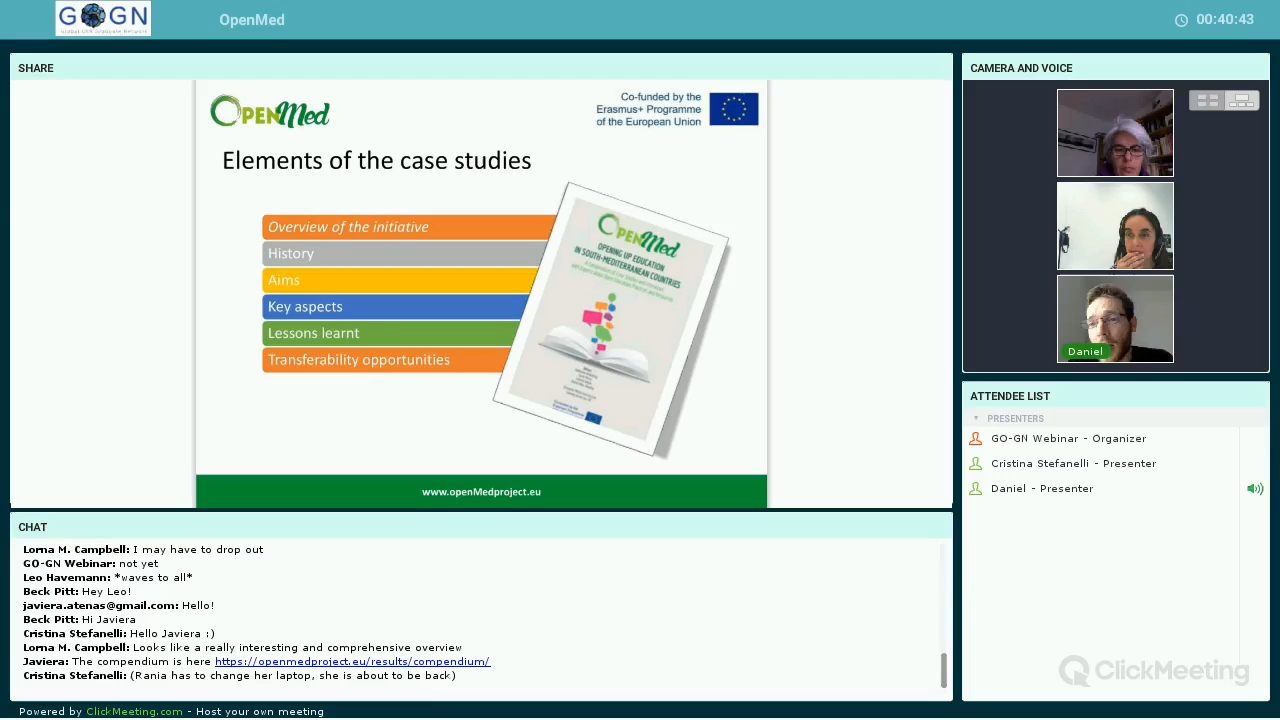 GOGN
Global OER Graduate Network
OpenMed
00:40:43
SHARE
OPENMed
Co-funded by the
Erasmus+ Programme
of the European Union
Elements of the case studies
Overview of the initiative
History
Aims
Key aspects
Lessons learnt
Transferability opportunities
OPENMed
OPENING UP EDUCATION
IN SOUTH-MEDITERRANEAN COUNTRIES
www.openMedproject.eu
CAMERA AND VOICE
Daniel
ATTENDEE LIST
PRESENTERS
GO-GN Webinar - Organizer
Cristina Stefanelli - Presenter
Daniel - Presenter
ClickMeeting
CHAT
Lorna M. Campbell: I may have to drop out
GO-GN Webinar: not yet
Leo Havemann: *waves to all*
Beck Pitt: Hey Leo!
javiera.atenas@gmail.com: Hello!
Beck Pitt: Hi Javiera
Cristina Stefanelli: Hello Javiera :)
Lorna M. Campbell: Looks like a really interesting and comprehensive overview
Javiera: The compendium is here https://openmedproject.eu/results/compendium/
Cristina Stefanelli: (Rania has to change her laptop, she is about to be back)
Powered by ClickMeeting.com - Host your own meeting